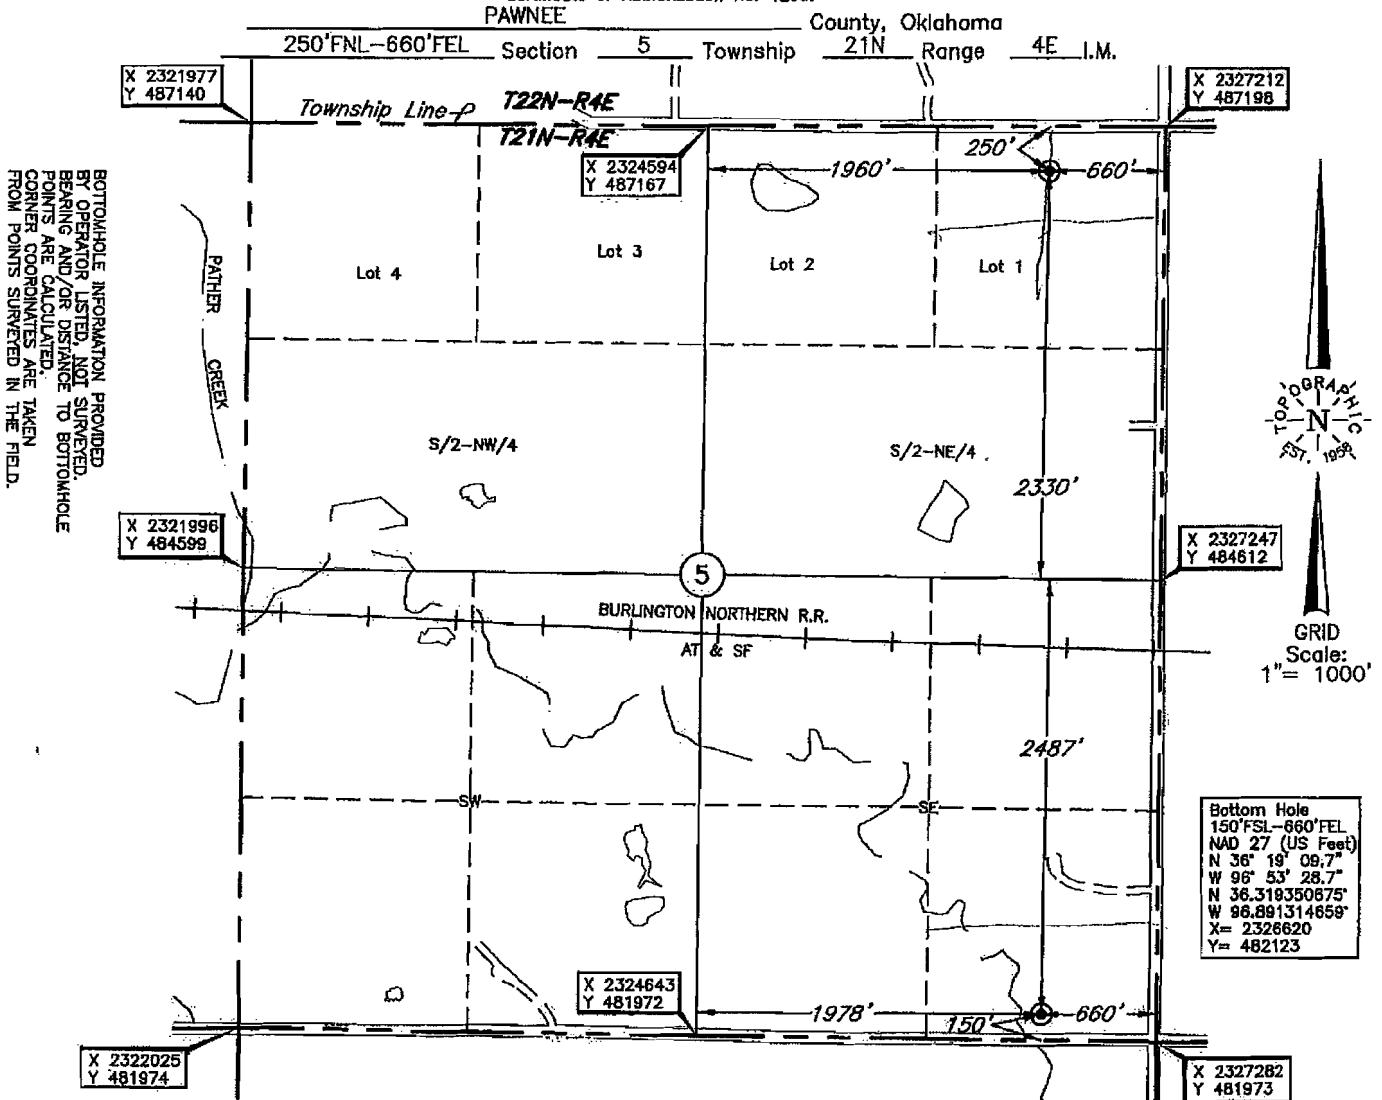 PAWNEE County, Oklahoma
250'FNL-660'FEL Section 5 Township 21N Range 4E I.M.
X 2321977
Y 487140
X 2327212
Y 487198
Township Line
T22N-R4E
T21N-R4E
X 2324594
Y 487167
250'
1960'
660'
Lot 4
Lot 3
Lot 2
Lot 1
BOTTOMHOLE INFORMATION PROVIDED
BY OPERATOR LISTED, NOT SURVEYED.
BEARING AND/OR DISTANCE TO BOTTOMHOLE
POINTS ARE CALCULATED.
CORNER COORDINATES ARE TAKEN
FROM POINTS SURVEYED IN THE FIELD.
PATHER CREEK
TOPOGRAPHIC
N
EST. 1958
S/2-NW/4
S/2-NE/4
2330'
X 2321996
Y 484599
5
X 2327247
Y 484612
BURLINGTON NORTHERN R.R.
AT & SF
GRID
Scale:
1"= 1000'
2487'
SW
SE
Bottom Hole
150'FSL-660'FEL
NAD 27 (US Feet)
N 36° 19' 09.7"
W 96° 53' 28.7"
N 36.319350675°
W 96.891314659°
X= 2326620
Y= 482123
X 2324643
Y 481972
1978'
150'
660'
X 2322025
Y 481974
X 2327282
Y 481973